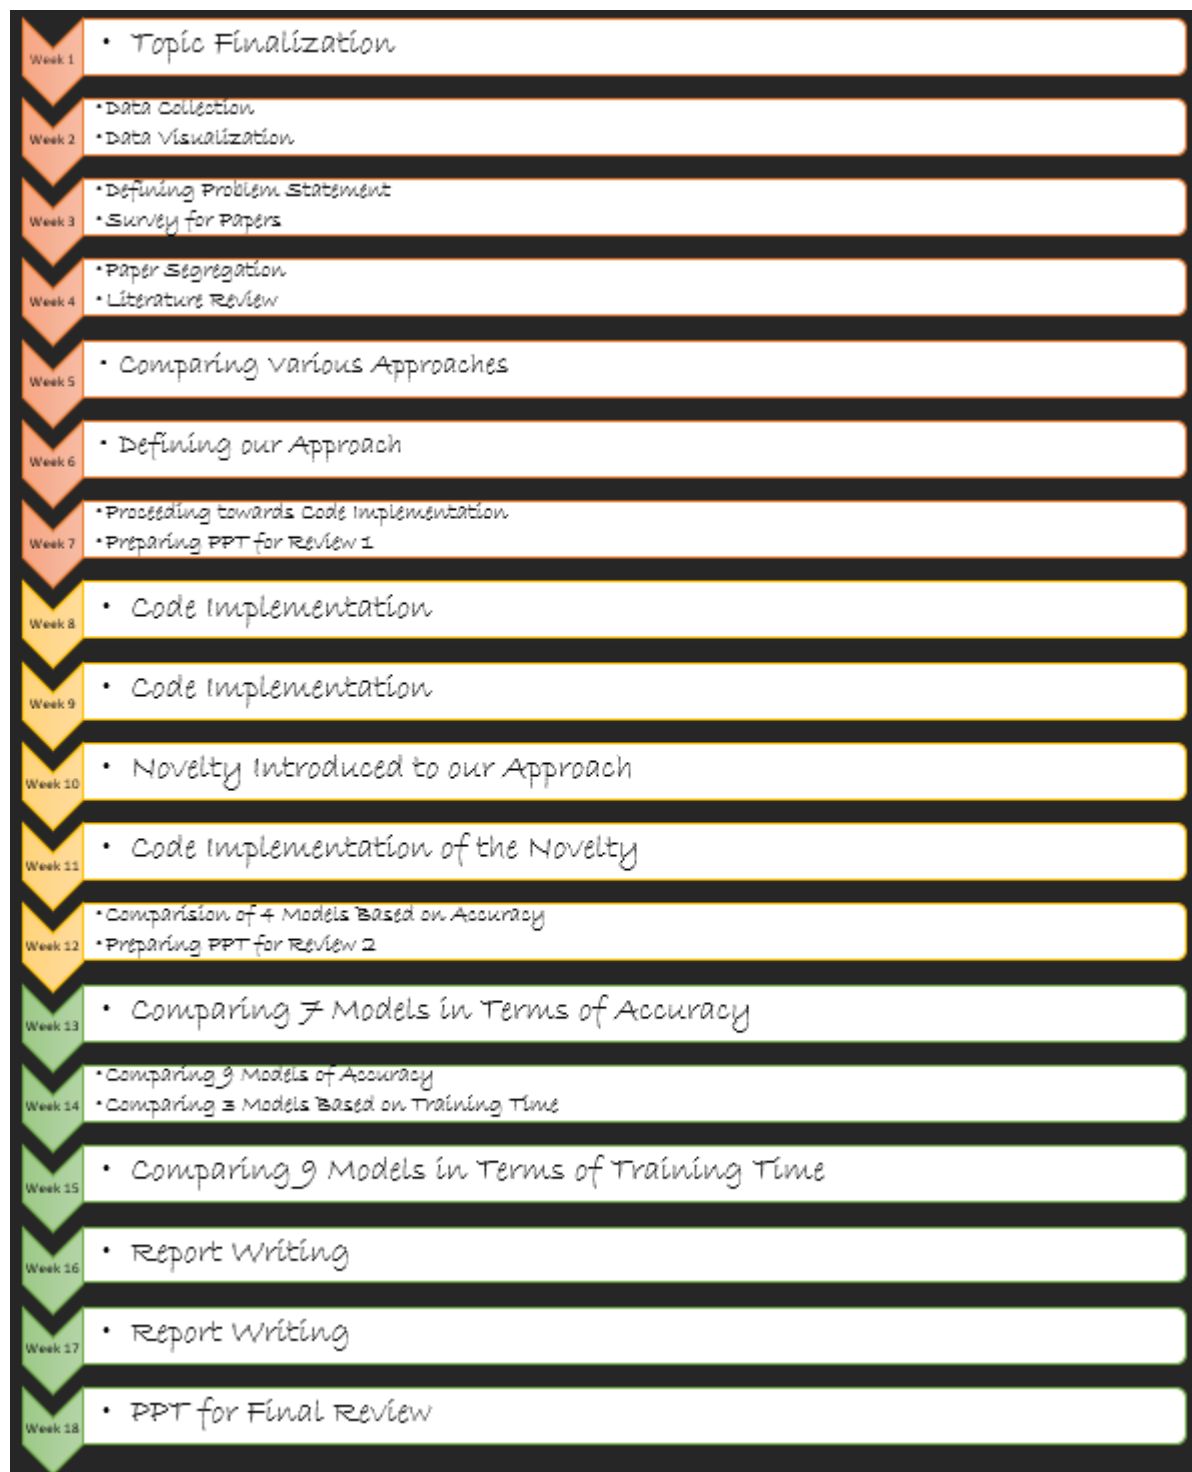 Week 1
• Topic Finalization
Week 2
• Data Collection
• Data Visualization
Week 3
• Defining Problem Statement
• Survey for Papers
Week 4
• Paper Segregation
• Literature Review
Week 5
• Comparing Various Approaches
Week 6
• Defining our Approach
Week 7
• Proceeding towards Code Implementation
• Preparing PPT for Review 1
Week 8
• Code Implementation
Week 9
• Code Implementation
Week 10
• Novelty Introduced to our Approach
Week 11
• Code Implementation of the Novelty
Week 12
• Comparision of 4 Models Based on Accuracy
• Preparing PPT for Review 2
Week 13
• Comparing 7 Models in Terms of Accuracy
Week 14
• Comparing 9 Models of Accuracy
• Comparing 3 Models Based on Training Time
Week 15
• Comparing 9 Models in Terms of Training Time
Week 16
• Report Writing
Week 17
• Report Writing
Week 18
• PPT for Final Review